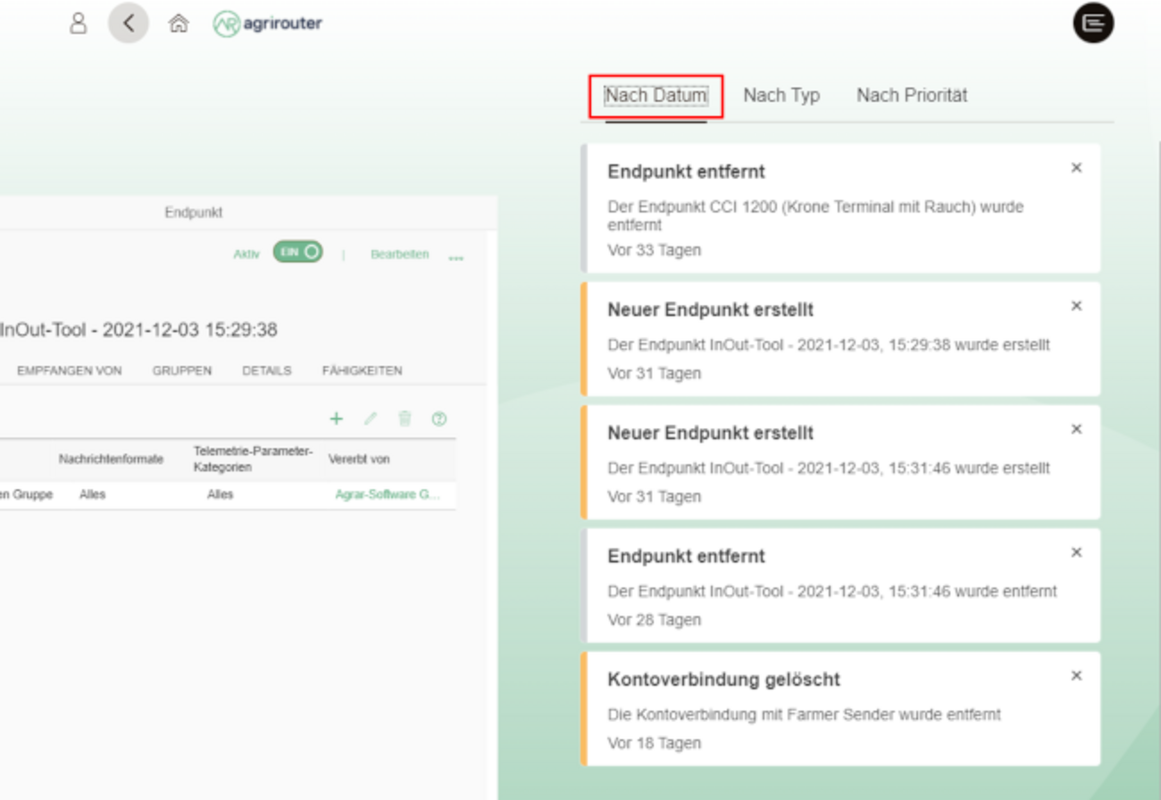 agrirouter
Nach Datum Nach Typ Nach Priorität
Endpunkt
Aktiv EIN | Bearbeiten ...
InOut-Tool - 2021-12-03 15:29:38
EMPFANGEN VON GRUPPEN DETAILS FÄHIGKEITEN
Nachrichtenformate Telemetrie-Parameter- Vererbt von
Kategorien
en Gruppe Alles Alles Agrar-Software G...
Endpunkt entfernt
Der Endpunkt CCI 1200 (Krone Terminal mit Rauch) wurde
entfernt
Vor 33 Tagen
Neuer Endpunkt erstellt
Der Endpunkt InOut-Tool - 2021-12-03, 15:29:38 wurde erstellt
Vor 31 Tagen
Neuer Endpunkt erstellt
Der Endpunkt InOut-Tool - 2021-12-03, 15:31:46 wurde erstellt
Vor 31 Tagen
Endpunkt entfernt
Der Endpunkt InOut-Tool - 2021-12-03, 15:31:46 wurde entfernt
Vor 28 Tagen
Kontoverbindung gelöscht
Die Kontoverbindung mit Farmer Sender wurde entfernt
Vor 18 Tagen